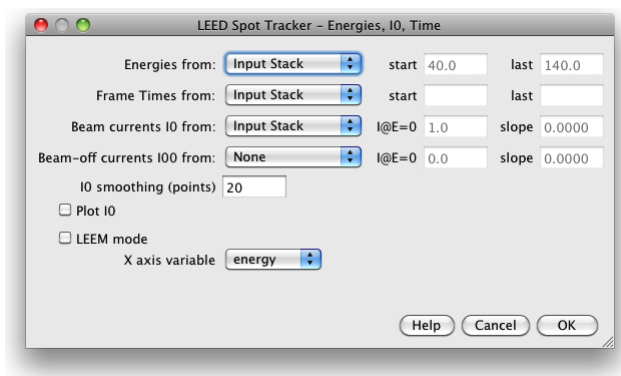 LEED Spot Tracker – Energies, I0, Time
Energies from: Input Stack start 40.0 last 140.0
Frame Times from: Input Stack start last
Beam currents I0 from: Input Stack I@E=0 1.0 slope 0.0000
Beam-off currents I00 from: None I@E=0 0.0 slope 0.0000
I0 smoothing (points) 20
Plot I0
LEEM mode
X axis variable energy
Help Cancel OK